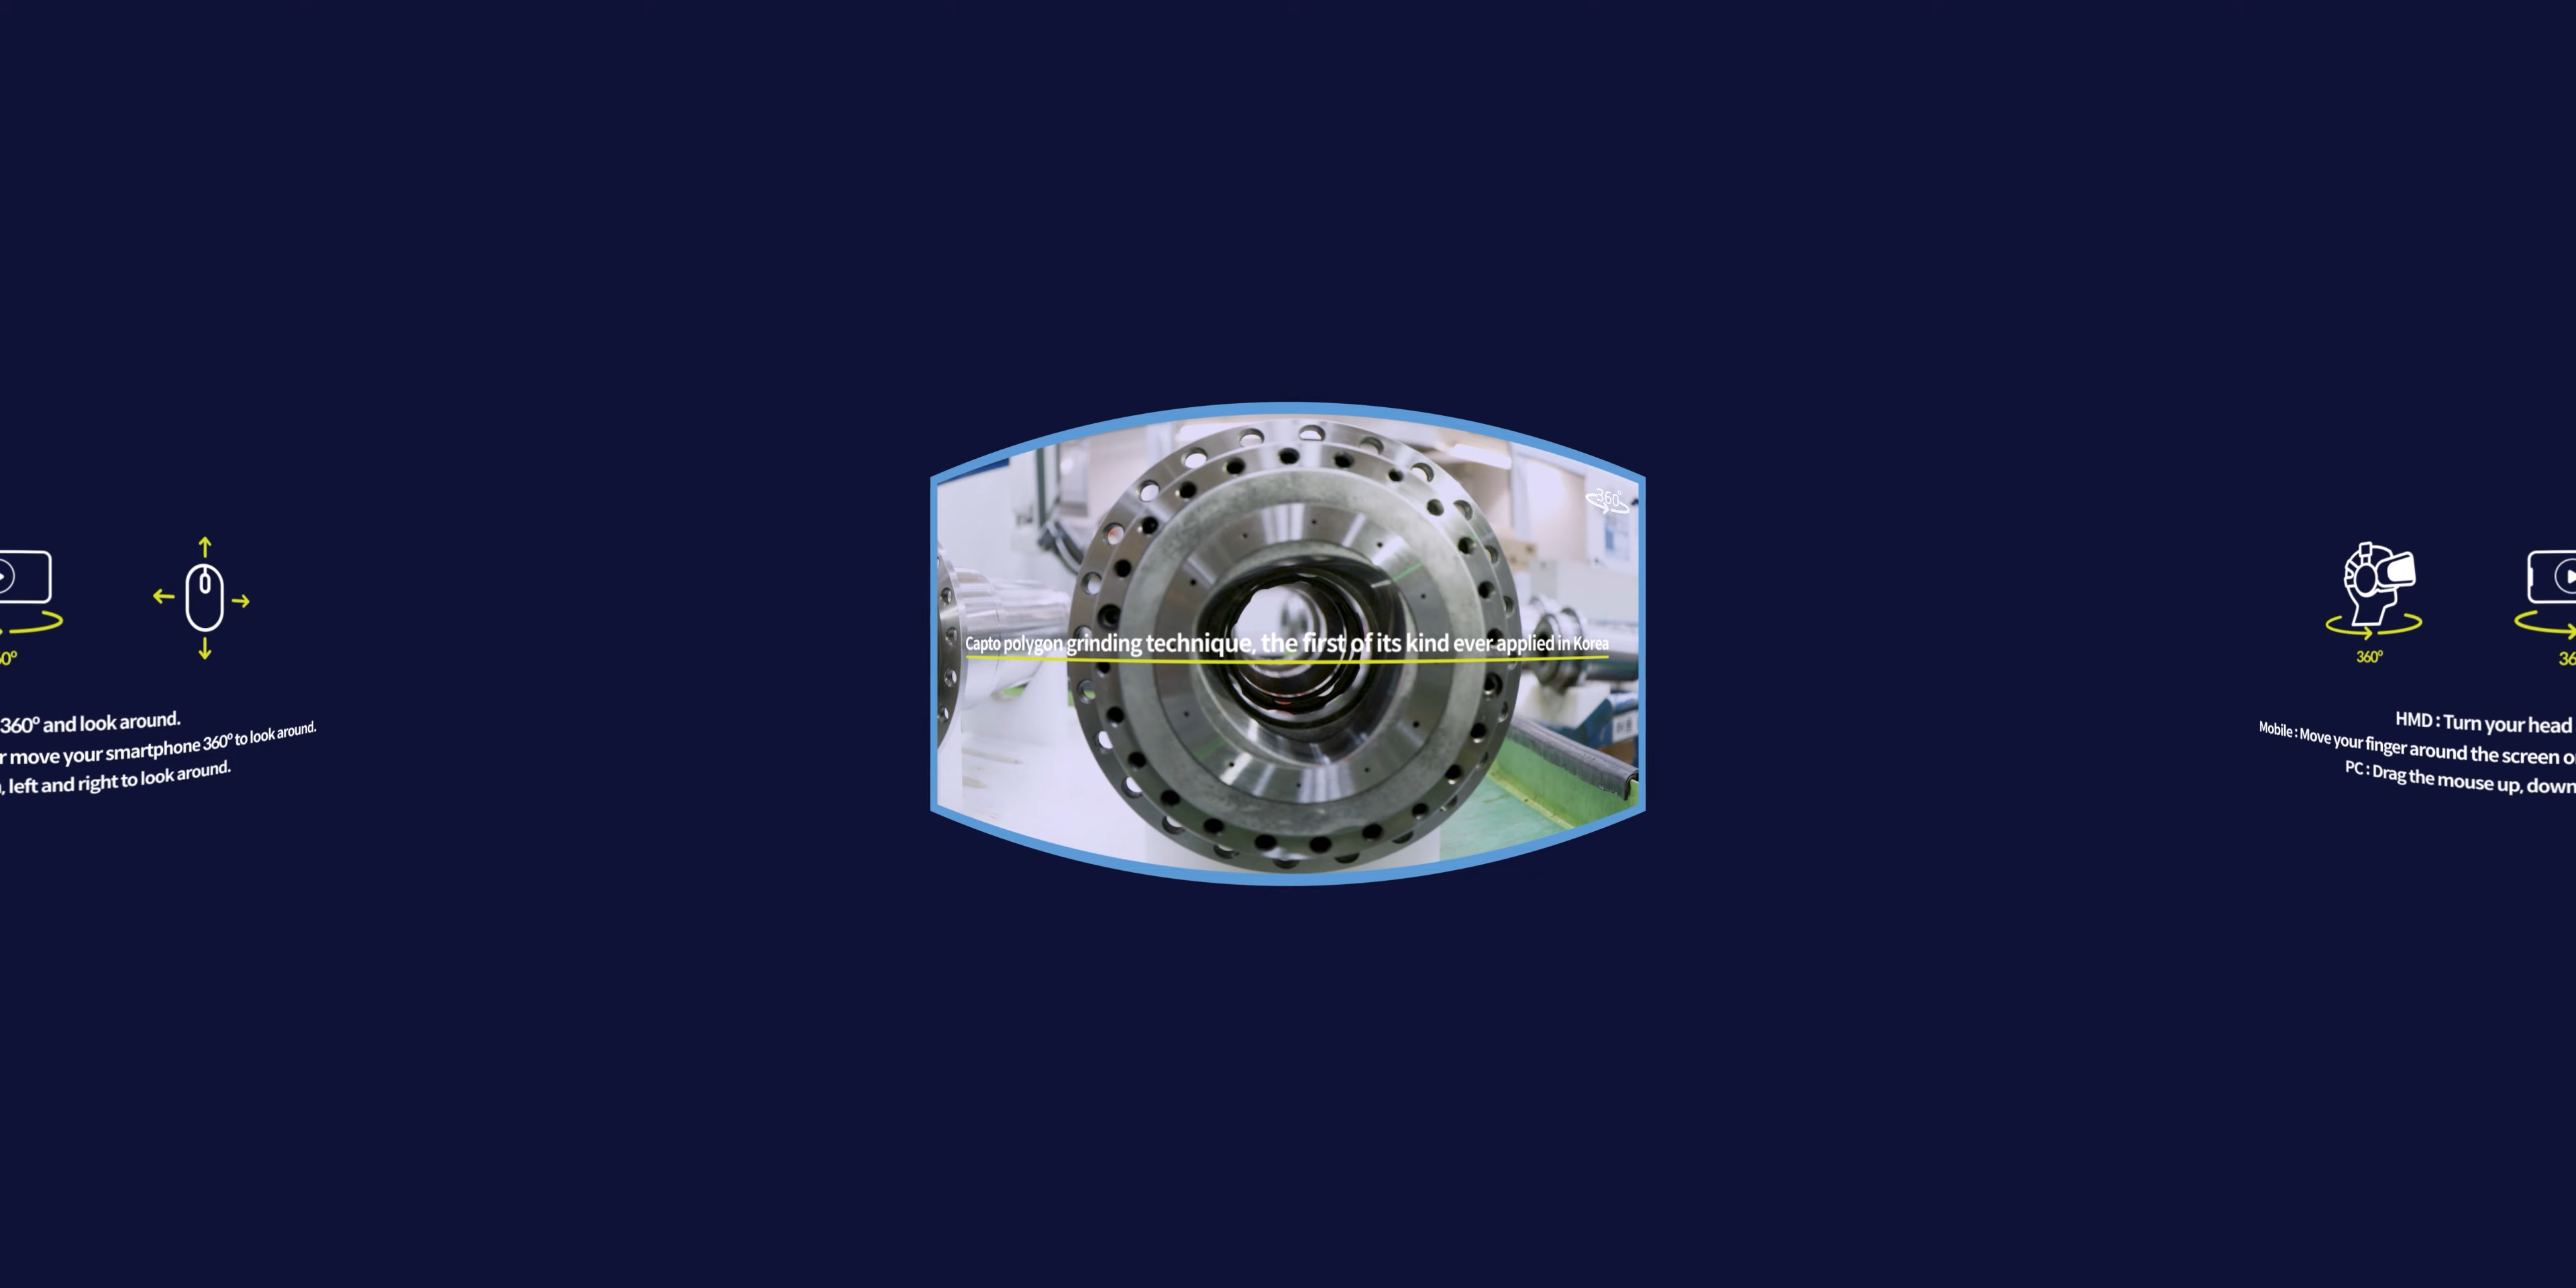 360°
Capto polygon grinding technique, the first of its kind ever applied in Korea
0°
360° and look around.
r move your smartphone 360° to look around.
, left and right to look around.
360°
36
HMD : Turn your head
Mobile : Move your finger around the screen o
PC : Drag the mouse up, down